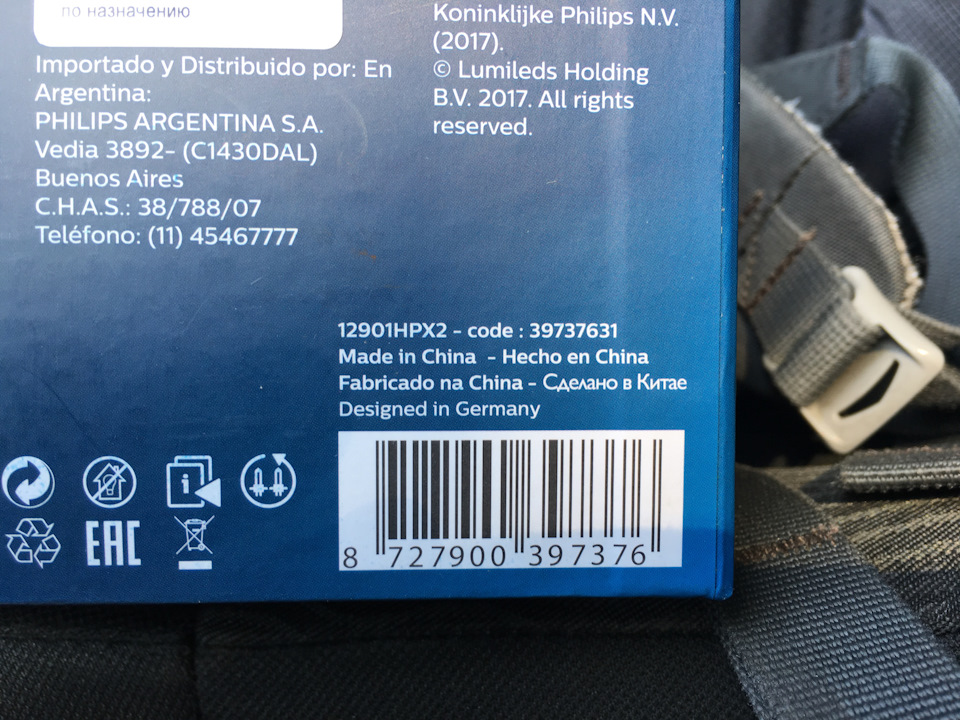 по назначению
Importado y Distribuido por: En
Argentina:
PHILIPS ARGENTINA S.A.
Vedia 3892- (C1430DAL)
Buenos Aires
C.H.A.S.: 38/788/07
Teléfono: (11) 45467777
Koninklijke Philips N.V.
(2017).
© Lumileds Holding
B.V. 2017. All rights
reserved.
12901HPX2 - code : 39737631
Made in China - Hecho en China
Fabricado na China - Сделано в Китае
Designed in Germany
i
EAC
8 727900 397376